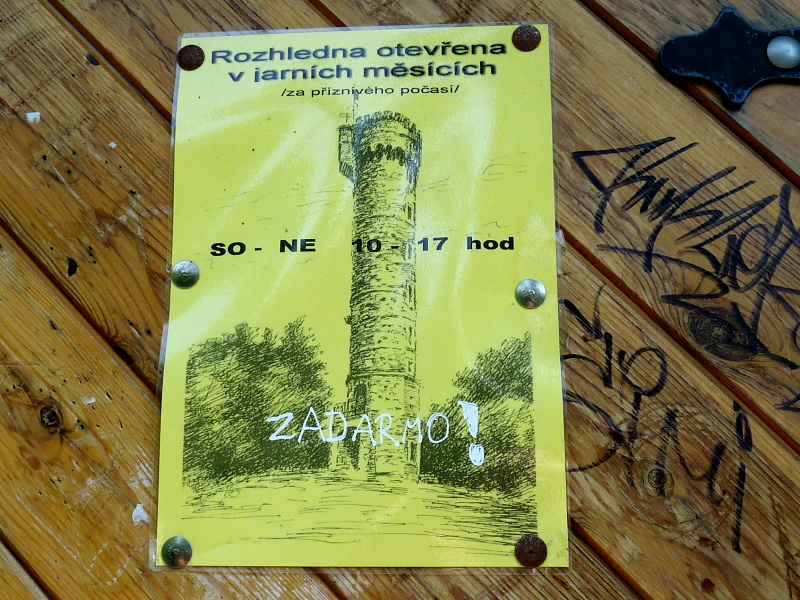 Rozhledna otevřena
v jarních měsících
/za příznivého počasí/
SO - NE 10 - 17 hod
ZADARMO!